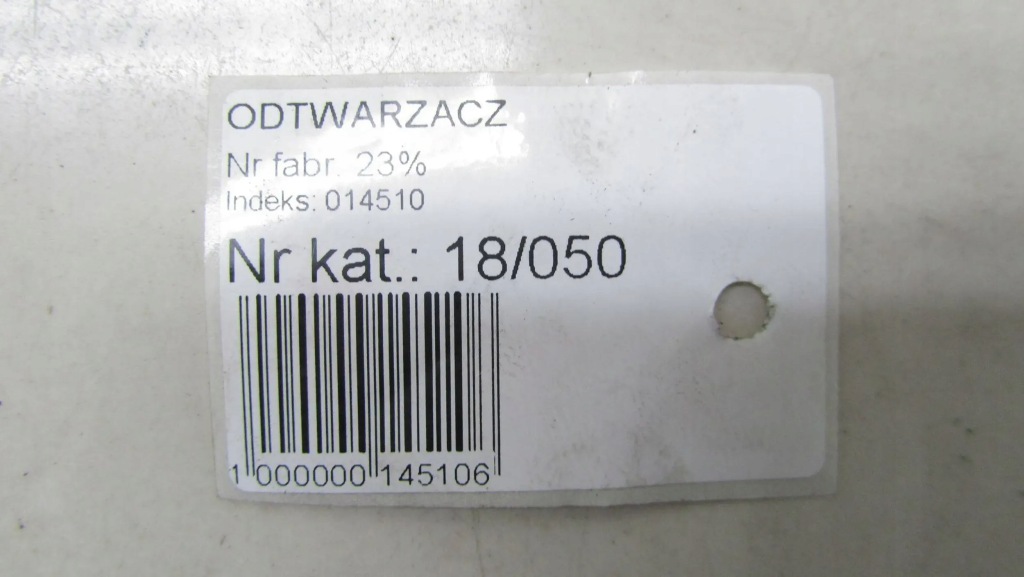 ODTWARZACZ
Nr fabr. 23%
Indeks: 014510
Nr kat.: 18/050
1 000000 145106